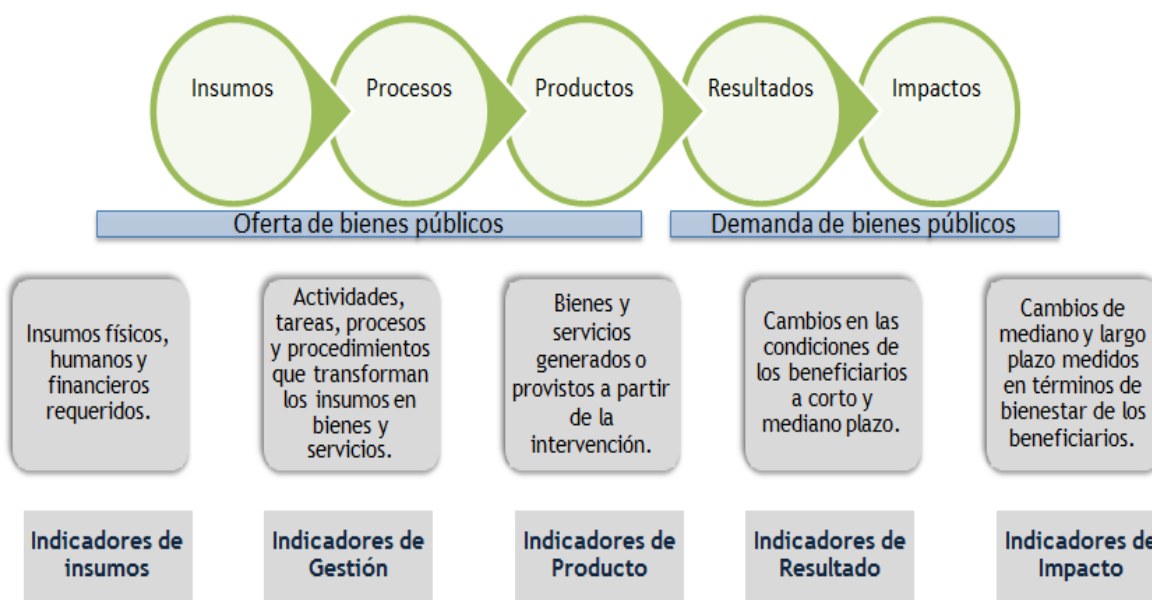 Insumos
Procesos
Productos
Resultados
Impactos
Oferta de bienes públicos
Demanda de bienes públicos
Insumos físicos,
humanos y
financieros
requeridos.
Actividades,
tareas, procesos
y procedimientos
que transforman
los insumos en
bienes y
servicios.
Bienes y
servicios
generados o
provistos a partir
de la
intervención.
Cambios en las
condiciones de
los beneficiarios
a corto y
mediano plazo.
Cambios de
mediano y largo
plazo medidos
en términos de
bienestar de los
beneficiarios.
Indicadores de
insumos
Indicadores de
Gestión
Indicadores de
Producto
Indicadores de
Resultado
Indicadores de
Impacto